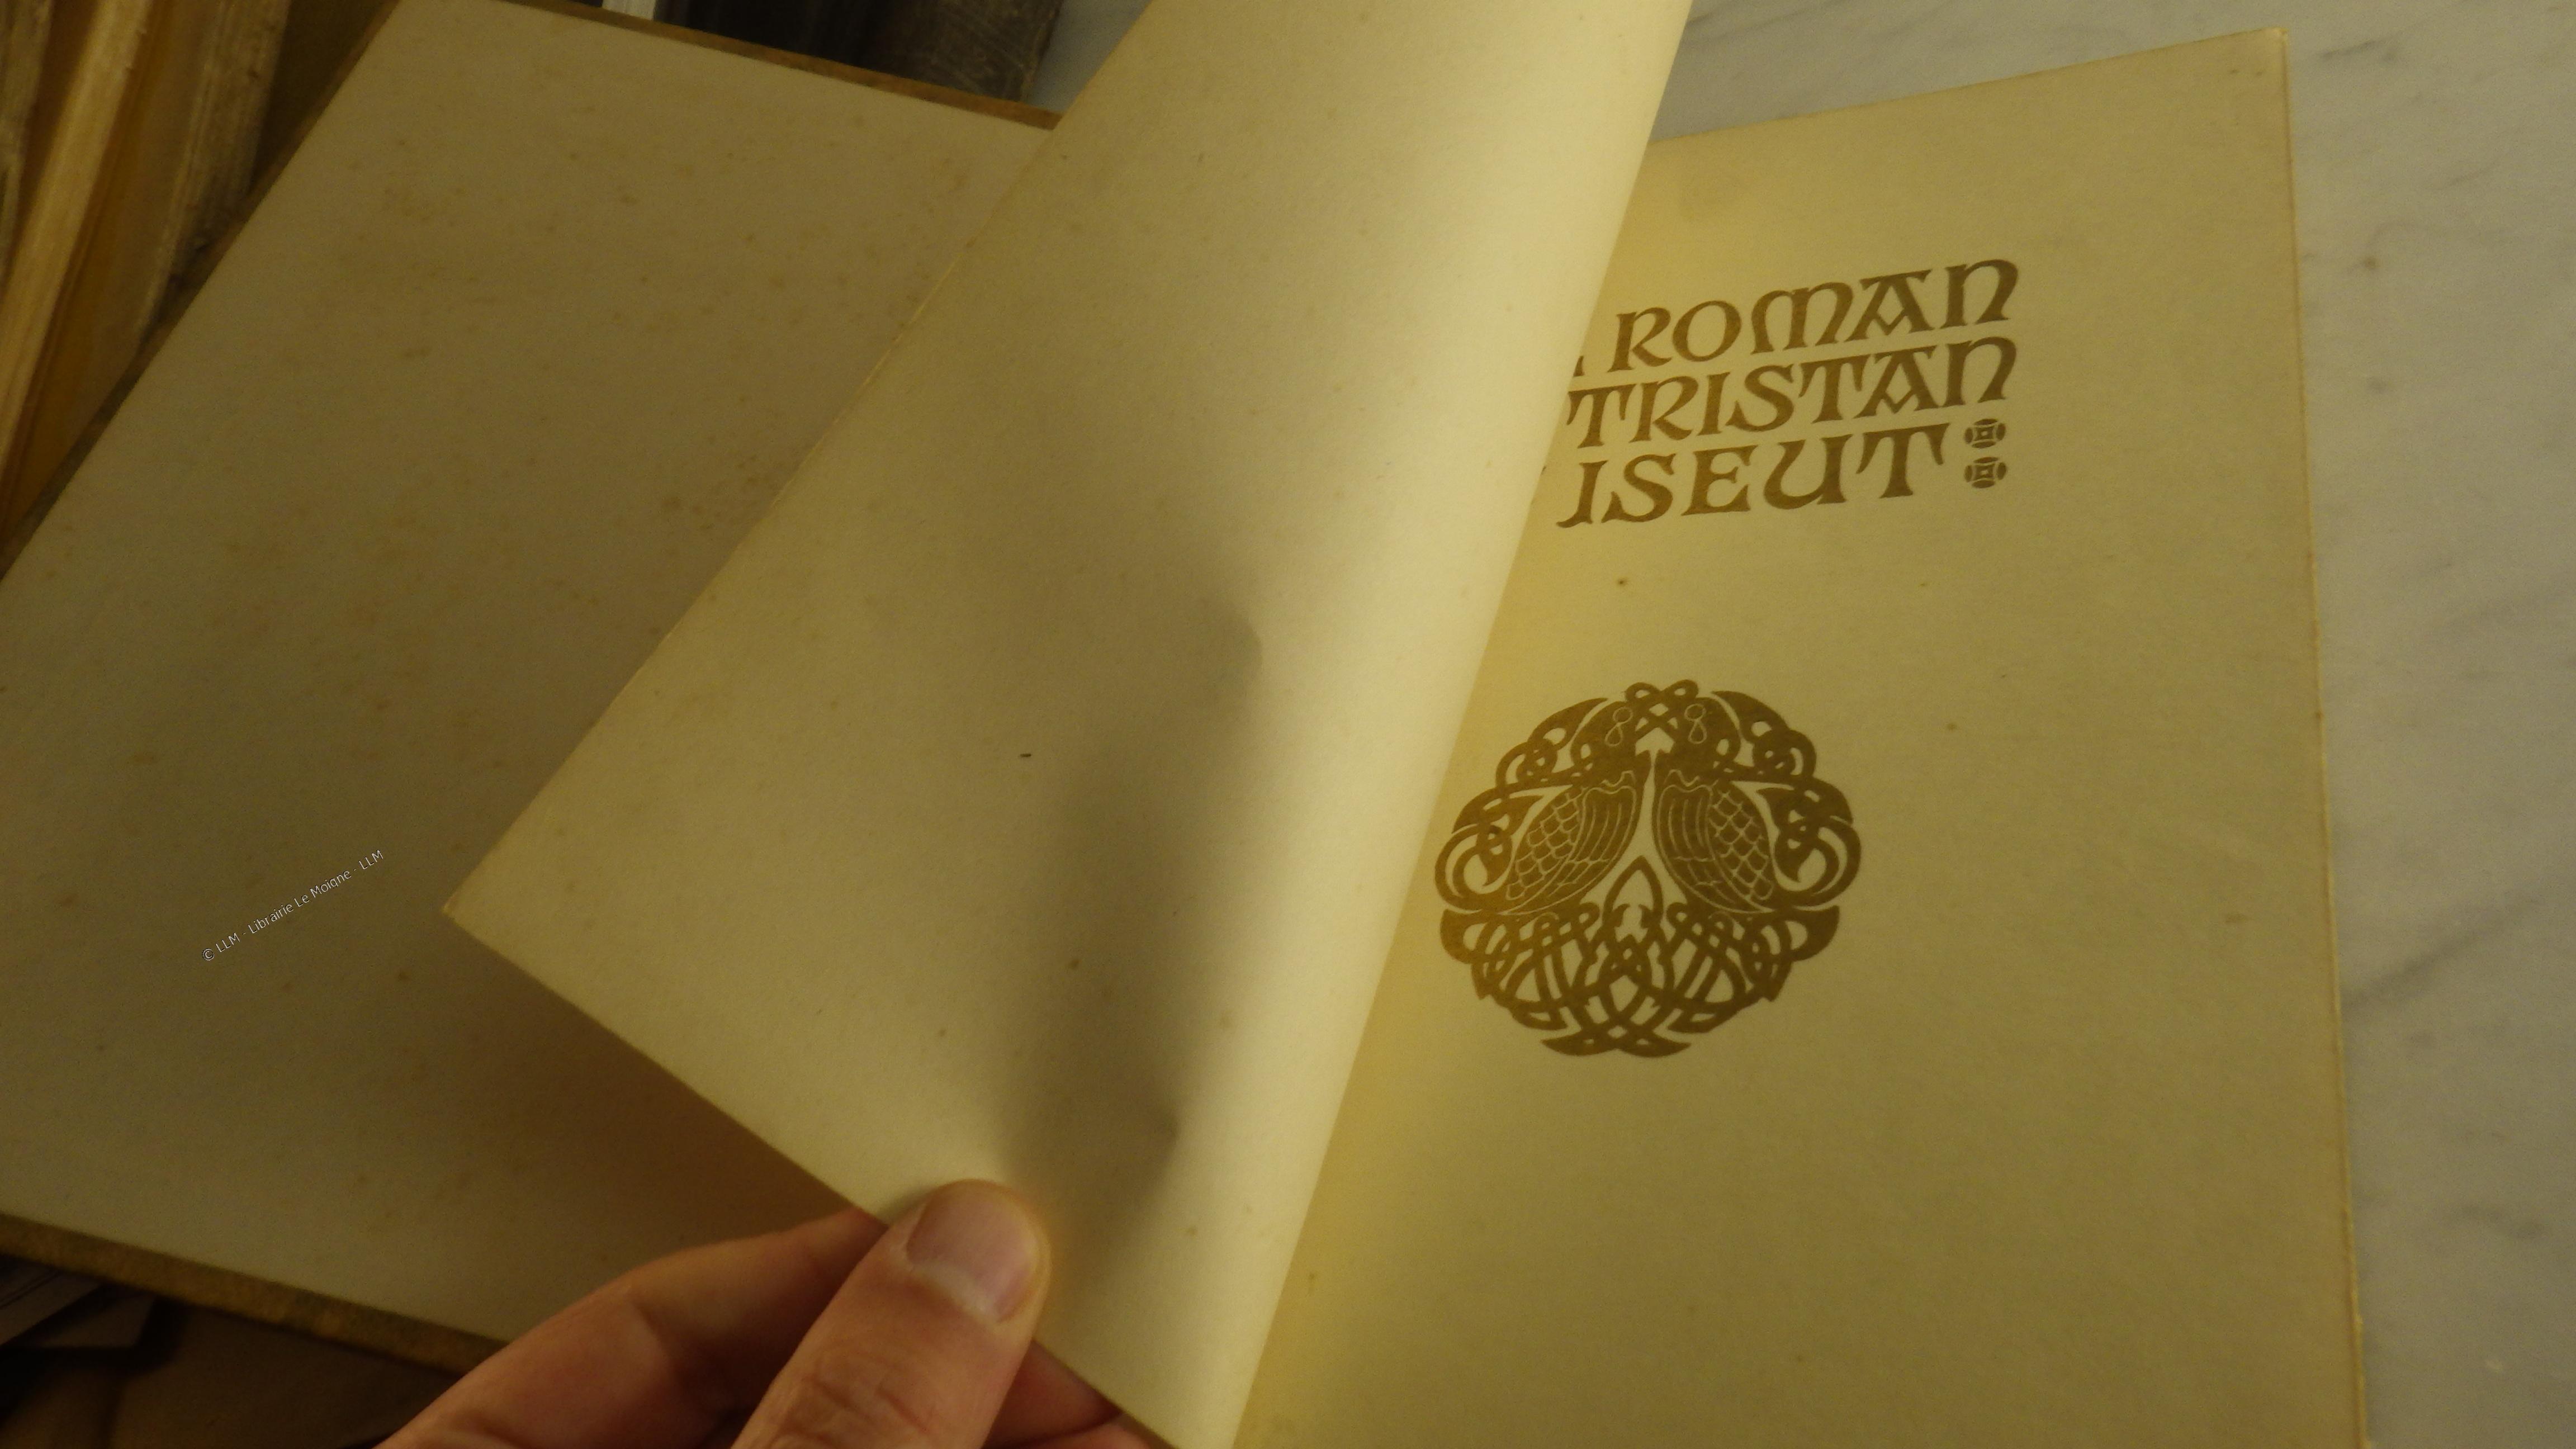 ROMAN
TRISTAN
ISEUT
© LLM - Librairie Le Moigne - LLM